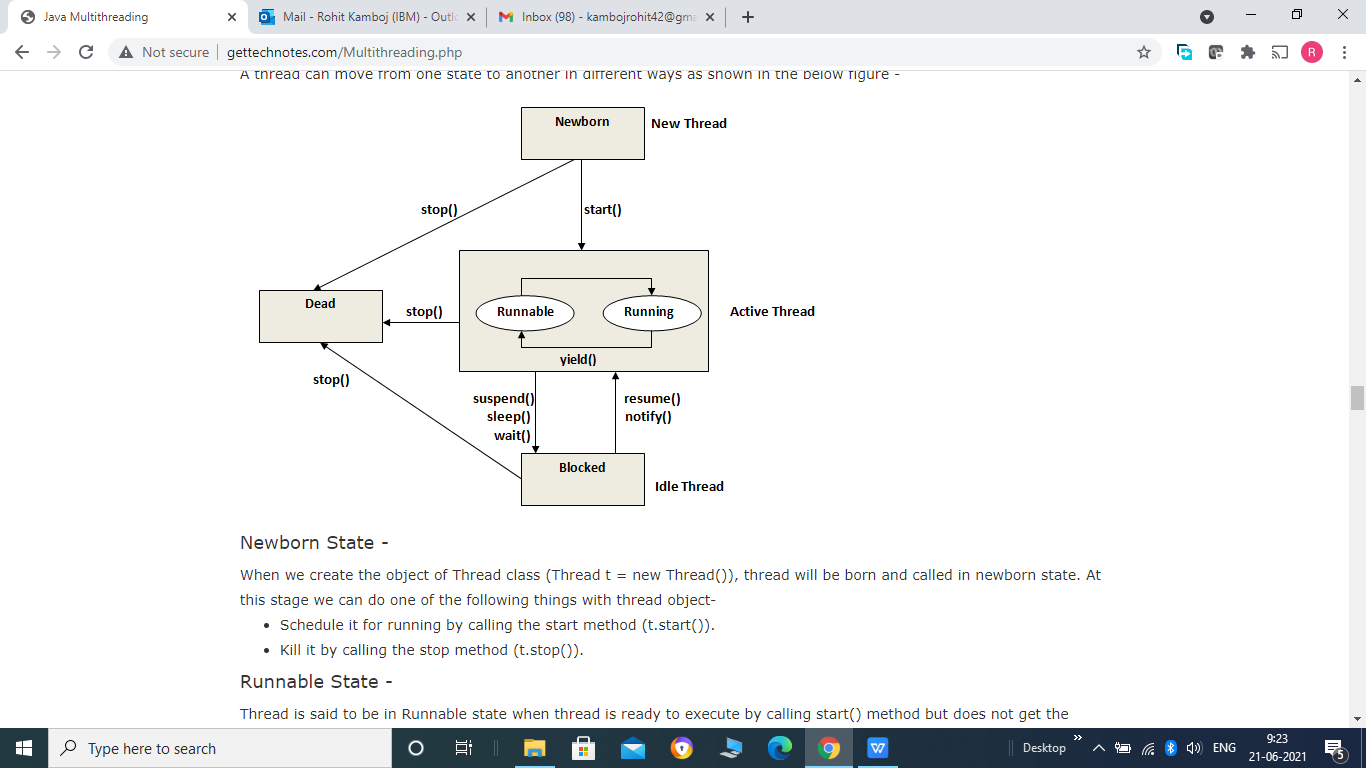 Java Multithreading
Mail - Rohit Kamboj (IBM) - Outlo
Inbox (98) - kambojrohit42@gma
Not secure
gettechnotes.com/Multithreading.php
R
A thread can move from one state to another in different ways as shown in the below figure -
Newborn
New Thread
stop()
start()
Dead
stop()
Runnable
Running
Active Thread
yield()
stop()
suspend()
resume()
sleep()
notify()
wait()
Blocked
Idle Thread
Newborn State -
When we create the object of Thread class (Thread t = new Thread()), thread will be born and called in newborn state. At
this stage we can do one of the following things with thread object-
• Schedule it for running by calling the start method (t.start()).
• Kill it by calling the stop method (t.stop()).
Runnable State -
Thread is said to be in Runnable state when thread is ready to execute by calling start() method but does not get the
Type here to search
W
Desktop
»
ENG
9:23
21-06-2021
5